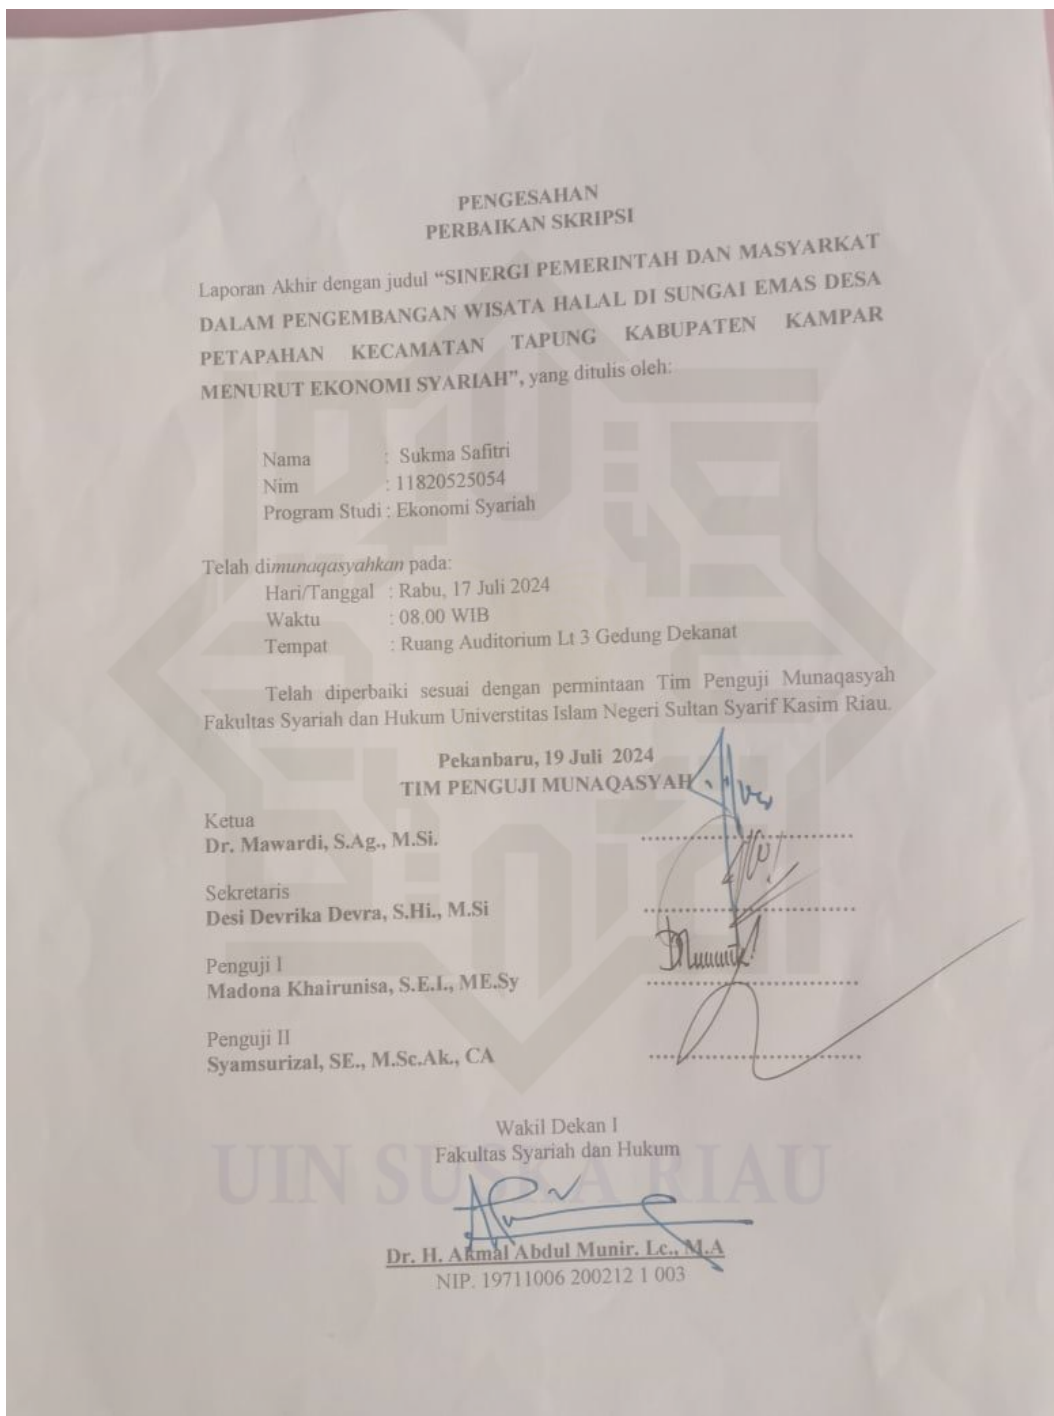 PENGESAHAN
PERBAIKAN SKRIPSI
Laporan Akhir dengan judul “SINERGI PEMERINTAH DAN MASYARKAT
DALAM PENGEMBANGAN WISATA HALAL DI SUNGAI EMAS DESA
PETAPAHAN KECAMATAN TAPUNG KABUPATEN KAMPAR
MENURUT EKONOMI SYARIAH”, yang ditulis oleh:
Nama : Sukma Safitri
Nim : 11820525054
Program Studi : Ekonomi Syariah
Telah dimunaqasyahkan pada:
Hari/Tanggal : Rabu, 17 Juli 2024
Waktu : 08.00 WIB
Tempat : Ruang Auditorium Lt 3 Gedung Dekanat
Telah diperbaiki sesuai dengan permintaan Tim Penguji Munaqasyah
Fakultas Syariah dan Hukum Universtitas Islam Negeri Sultan Syarif Kasim Riau.
Pekanbaru, 19 Juli 2024
TIM PENGUJI MUNAQASYAH
Ketua
Dr. Mawardi, S.Ag., M.Si.
Sekretaris
Desi Devrika Devra, S.Hi., M.Si
Penguji I
Madona Khairunisa, S.E.I., ME.Sy
Penguji II
Syamsurizal, SE., M.Sc.Ak., CA
Wakil Dekan I
Fakultas Syariah dan Hukum
UIN SUSKA RIAU
Dr. H. Akmal Abdul Munir. Lc., M.A
NIP. 19711006 200212 1 003